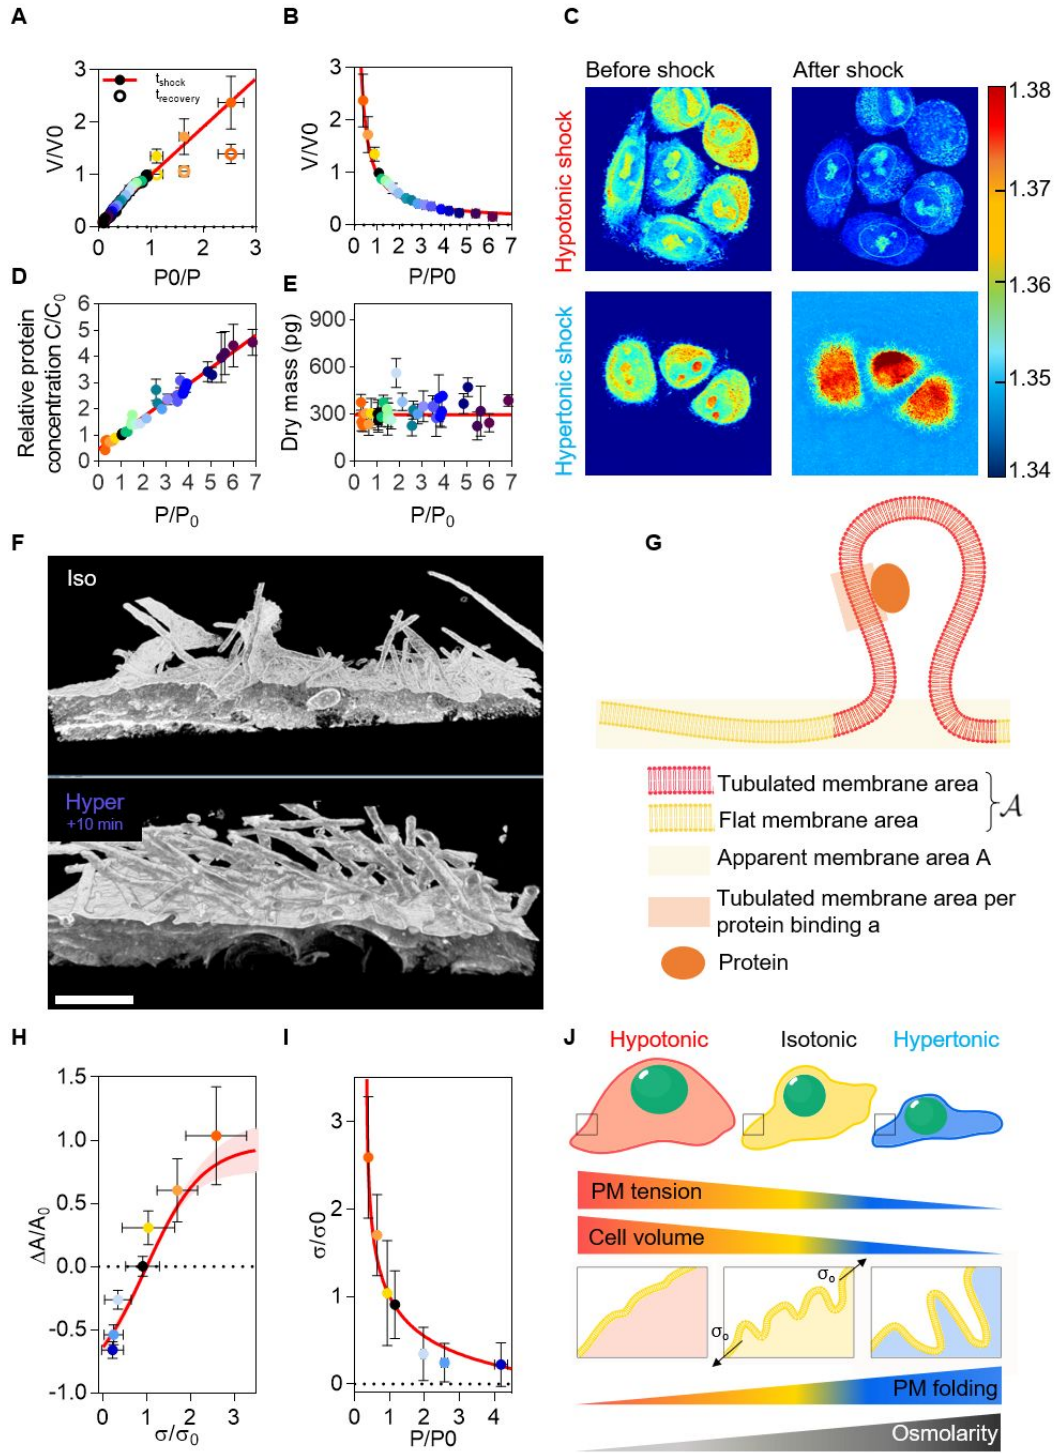 A
B
C
Before shock
After shock
3
2
1
0
V/V0
t_shock
t_recovery
0
1
2
3
P0/P
3
2
1
0
V/V0
0
1
2
3
4
5
6
7
P/P0
Hypotonic shock
Hypertonic shock
1.38
1.37
1.36
1.35
1.34
D
6
5
4
3
2
1
0
Relative protein
concentration C/C₀
0
1
2
3
4
5
6
7
P/P₀
E
900
600
300
0
Dry mass (pg)
0
1
2
3
4
5
6
7
P/P₀
F
Iso
Hyper
+10 min
G
Tubulated membrane area
Flat membrane area
𝒜
Apparent membrane area A
Tubulated membrane area per
protein binding a
Protein
H
1.5
1.0
0.5
0.0
-0.5
-1.0
ΔA/A₀
0
1
2
3
σ/σ₀
I
3
2
1
0
σ/σ0
0
1
2
3
4
P/P0
J
Hypotonic
Isotonic
Hypertonic
PM tension
Cell volume
σ₀
σ₀
PM folding
Osmolarity